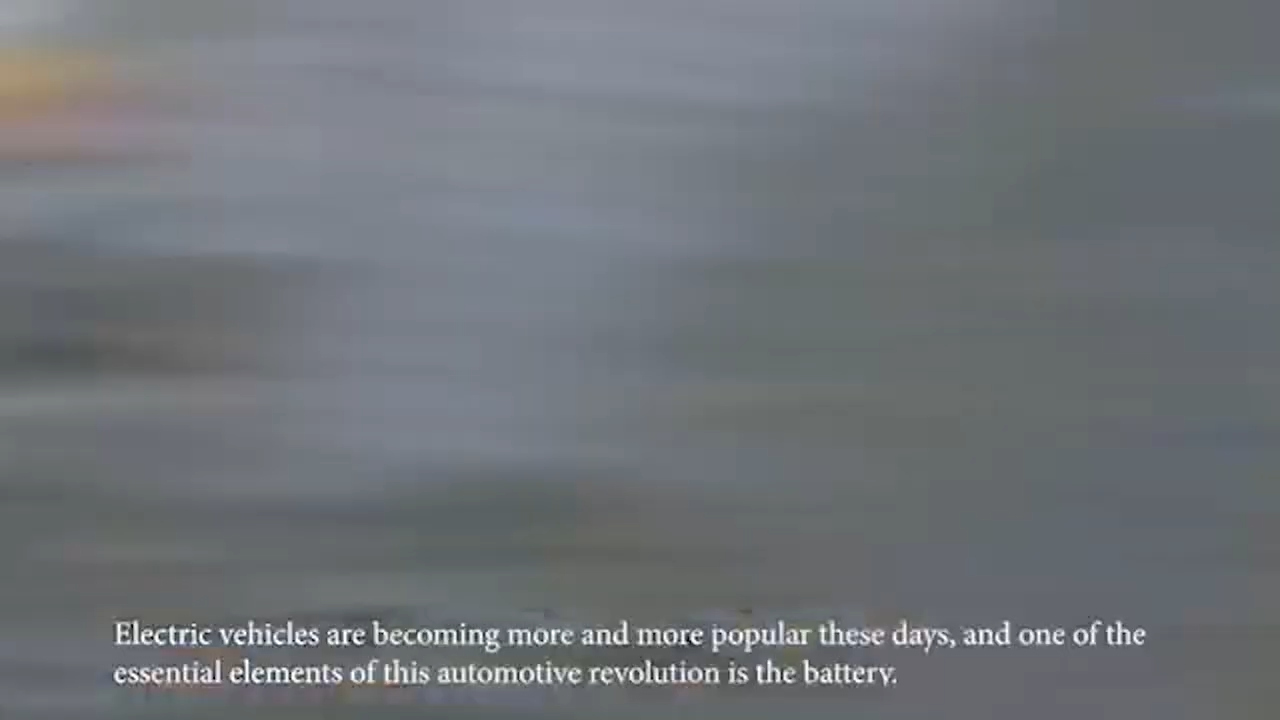 Electric vehicles are becoming more and more popular these days, and one of the
essential elements of this automotive revolution is the battery.